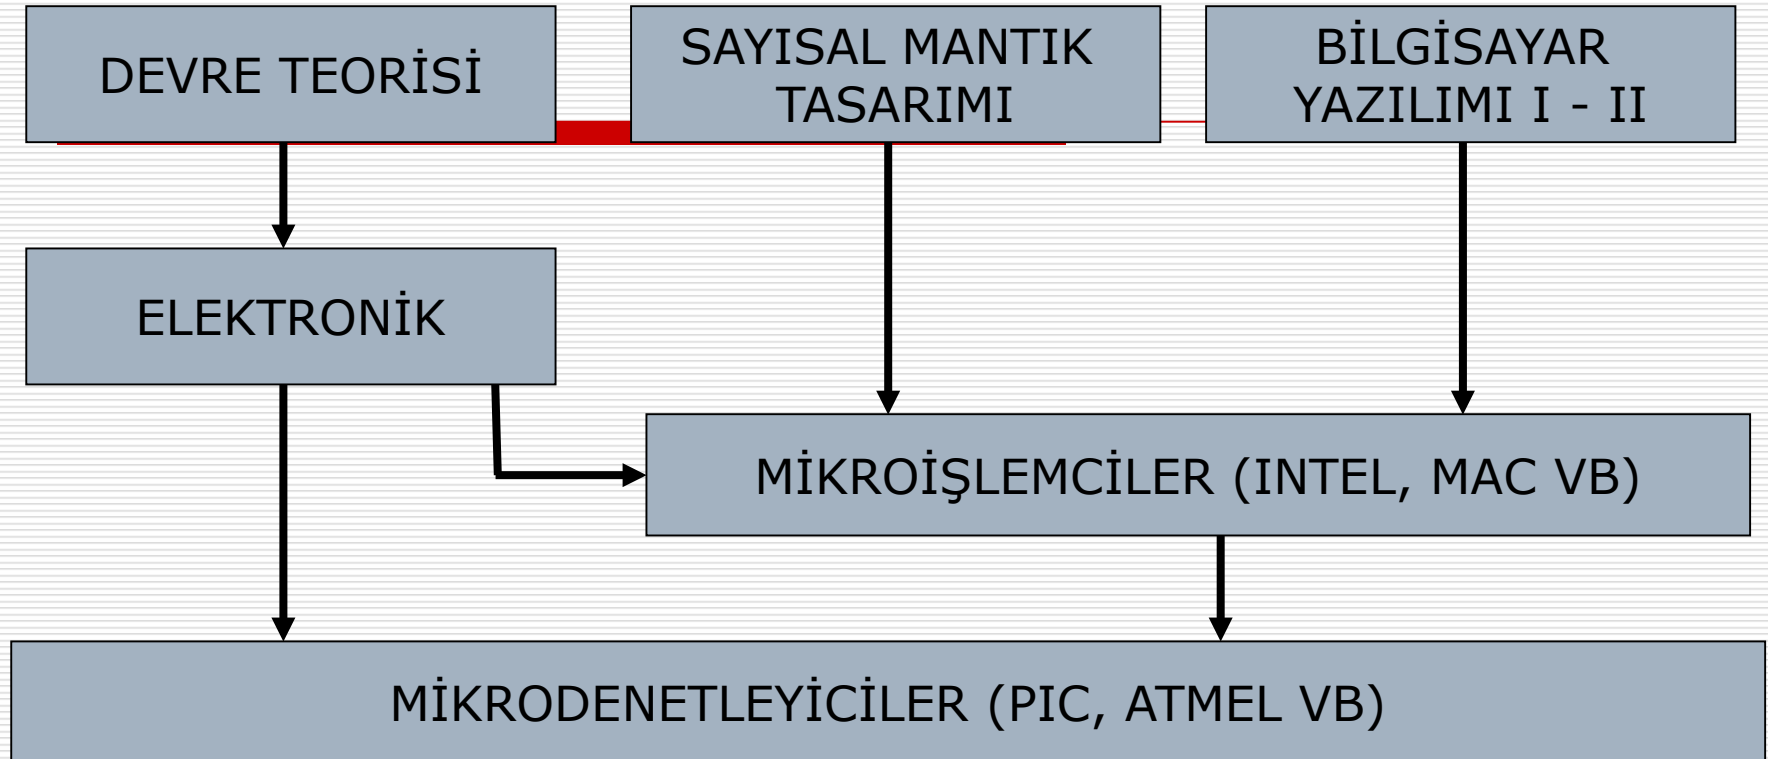 DEVRE TEORİSİ
SAYISAL MANTIK
TASARIMI
BİLGİSAYAR
YAZILIMI I - II
ELEKTRONİK
MİKROİŞLEMCİLER (INTEL, MAC VB)
MİKRODENETLEYİCİLER (PIC, ATMEL VB)